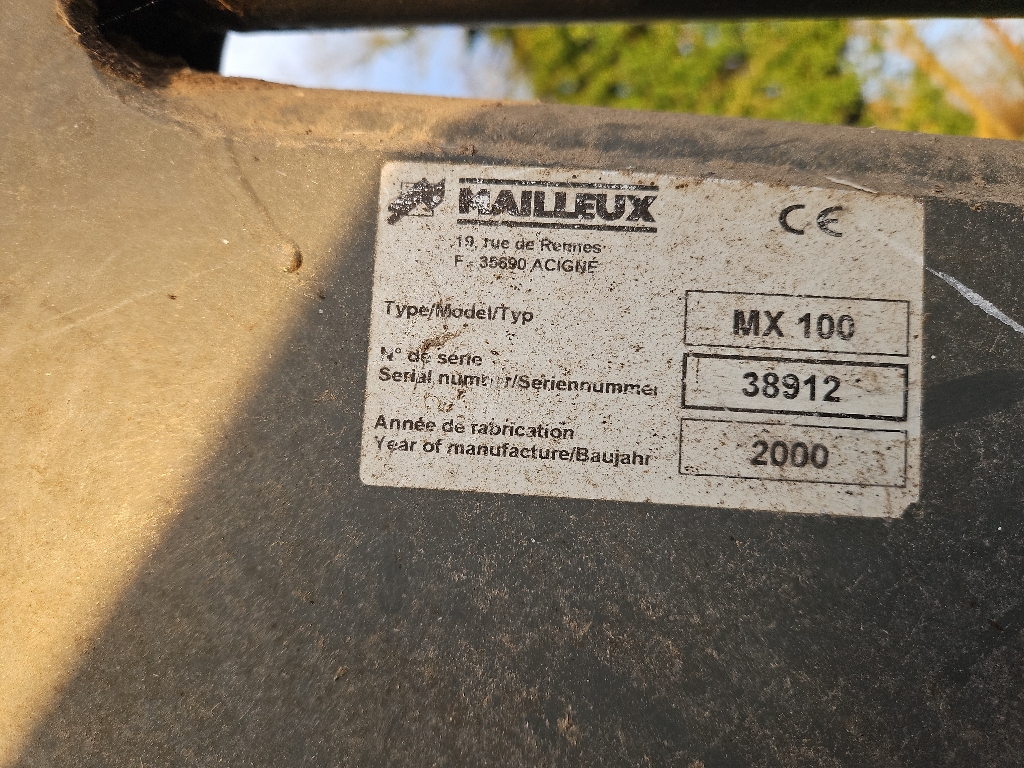 MAILLEUX
CE
19, rue de Rennes
F - 35690 ACIGNÉ
Type/Model/Typ
MX 100
N° de série
Serial number/Seriennummer
38912
Année de fabrication
Year of manufacture/Baujahr
2000